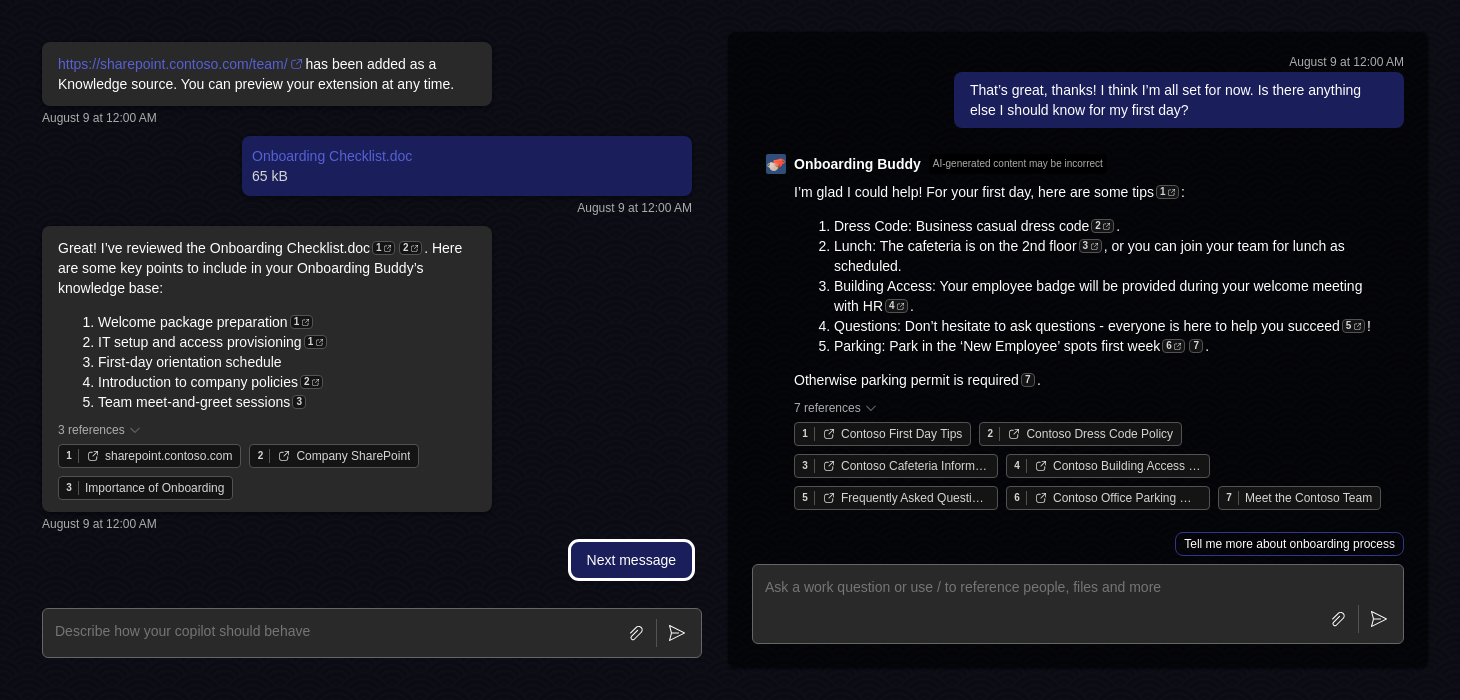 https://sharepoint.contoso.com/team/ has been added as a
Knowledge source. You can preview your extension at any time.
August 9 at 12:00 AM
Onboarding Checklist.doc
65 kB
August 9 at 12:00 AM
Great! I’ve reviewed the Onboarding Checklist.doc 1 2 . Here
are some key points to include in your Onboarding Buddy’s
knowledge base:
1. Welcome package preparation 1
2. IT setup and access provisioning 1
3. First-day orientation schedule
4. Introduction to company policies 2
5. Team meet-and-greet sessions 3
3 references
1 sharepoint.contoso.com 2 Company SharePoint
3 Importance of Onboarding
August 9 at 12:00 AM
Next message
Describe how your copilot should behave
August 9 at 12:00 AM
That’s great, thanks! I think I’m all set for now. Is there anything
else I should know for my first day?
Onboarding Buddy AI-generated content may be incorrect
I’m glad I could help! For your first day, here are some tips 1 :
1. Dress Code: Business casual dress code 2 .
2. Lunch: The cafeteria is on the 2nd floor 3 , or you can join your team for lunch as
scheduled.
3. Building Access: Your employee badge will be provided during your welcome meeting
with HR 4 .
4. Questions: Don’t hesitate to ask questions - everyone is here to help you succeed 5 !
5. Parking: Park in the ‘New Employee’ spots first week 6 7 .
Otherwise parking permit is required 7 .
7 references
1 Contoso First Day Tips 2 Contoso Dress Code Policy
3 Contoso Cafeteria Inform… 4 Contoso Building Access …
5 Frequently Asked Questi… 6 Contoso Office Parking … 7 Meet the Contoso Team
Tell me more about onboarding process
Ask a work question or use / to reference people, files and more